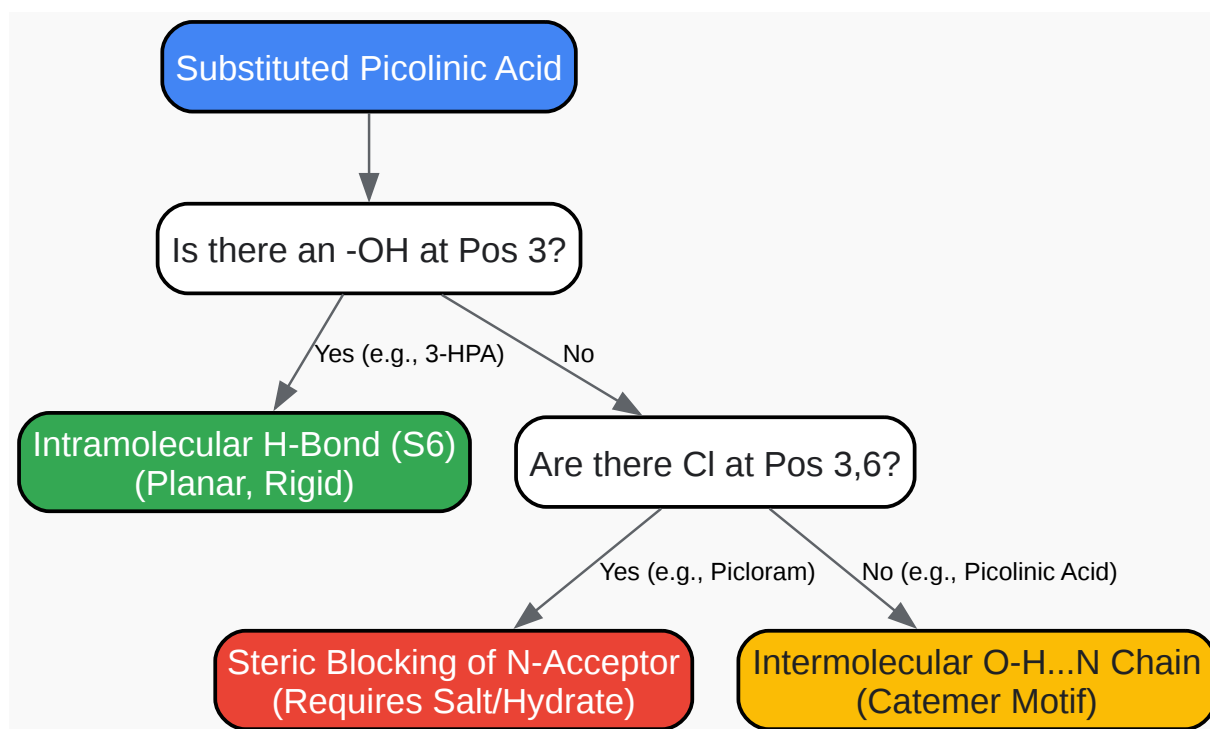 Substituted Picolinic Acid
Is there an -OH at Pos 3?
Yes (e.g., 3-HPA)
No
Intramolecular H-Bond (S6)
(Planar, Rigid)
Are there Cl at Pos 3,6?
Yes (e.g., Picloram)
No (e.g., Picolinic Acid)
Steric Blocking of N-Acceptor
(Requires Salt/Hydrate)
Intermolecular O-H...N Chain
(Catemer Motif)